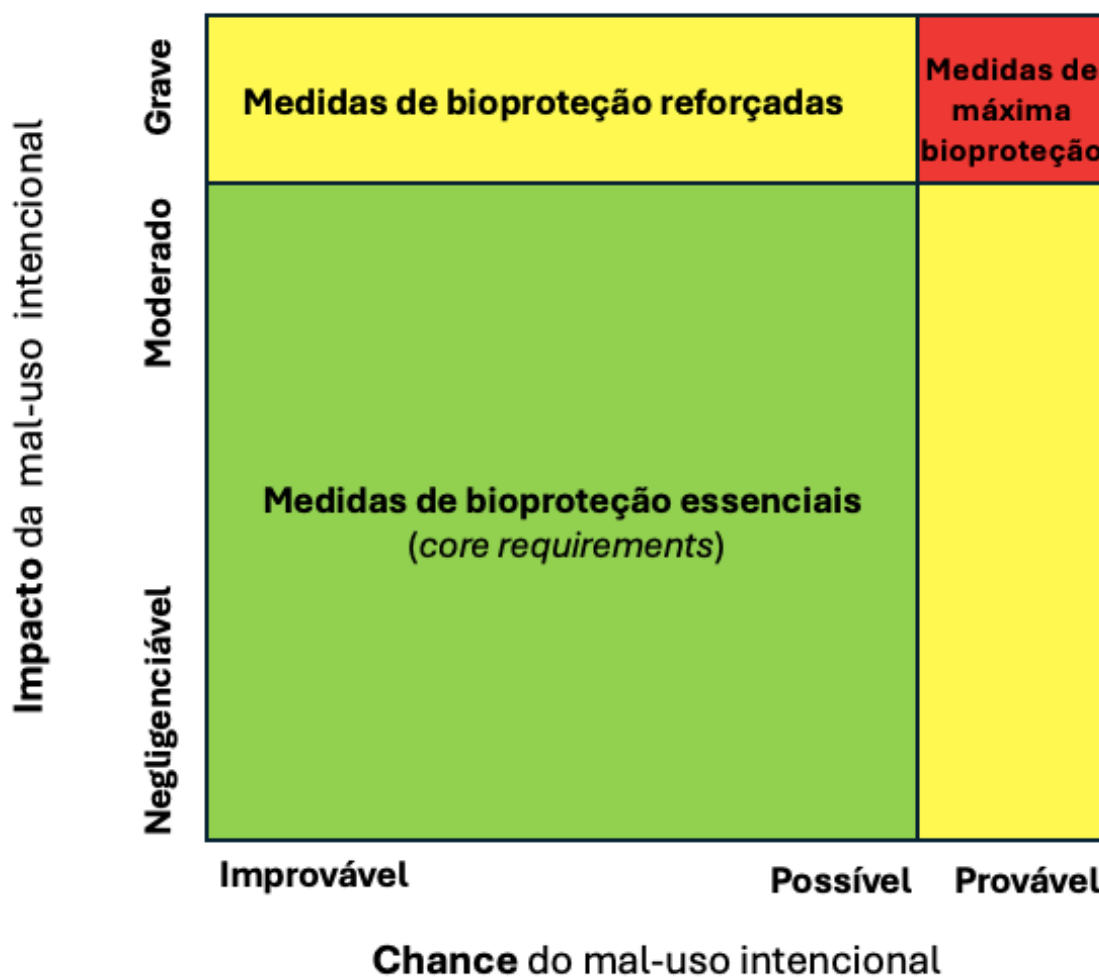 Impacto da mal-uso intencional
Grave
Moderado
Negligenciável
Medidas de bioproteção reforçadas
Medidas de
máxima
bioproteção
Medidas de bioproteção essenciais
(core requirements)
Improvável
Possível
Provável
Chance do mal-uso intencional